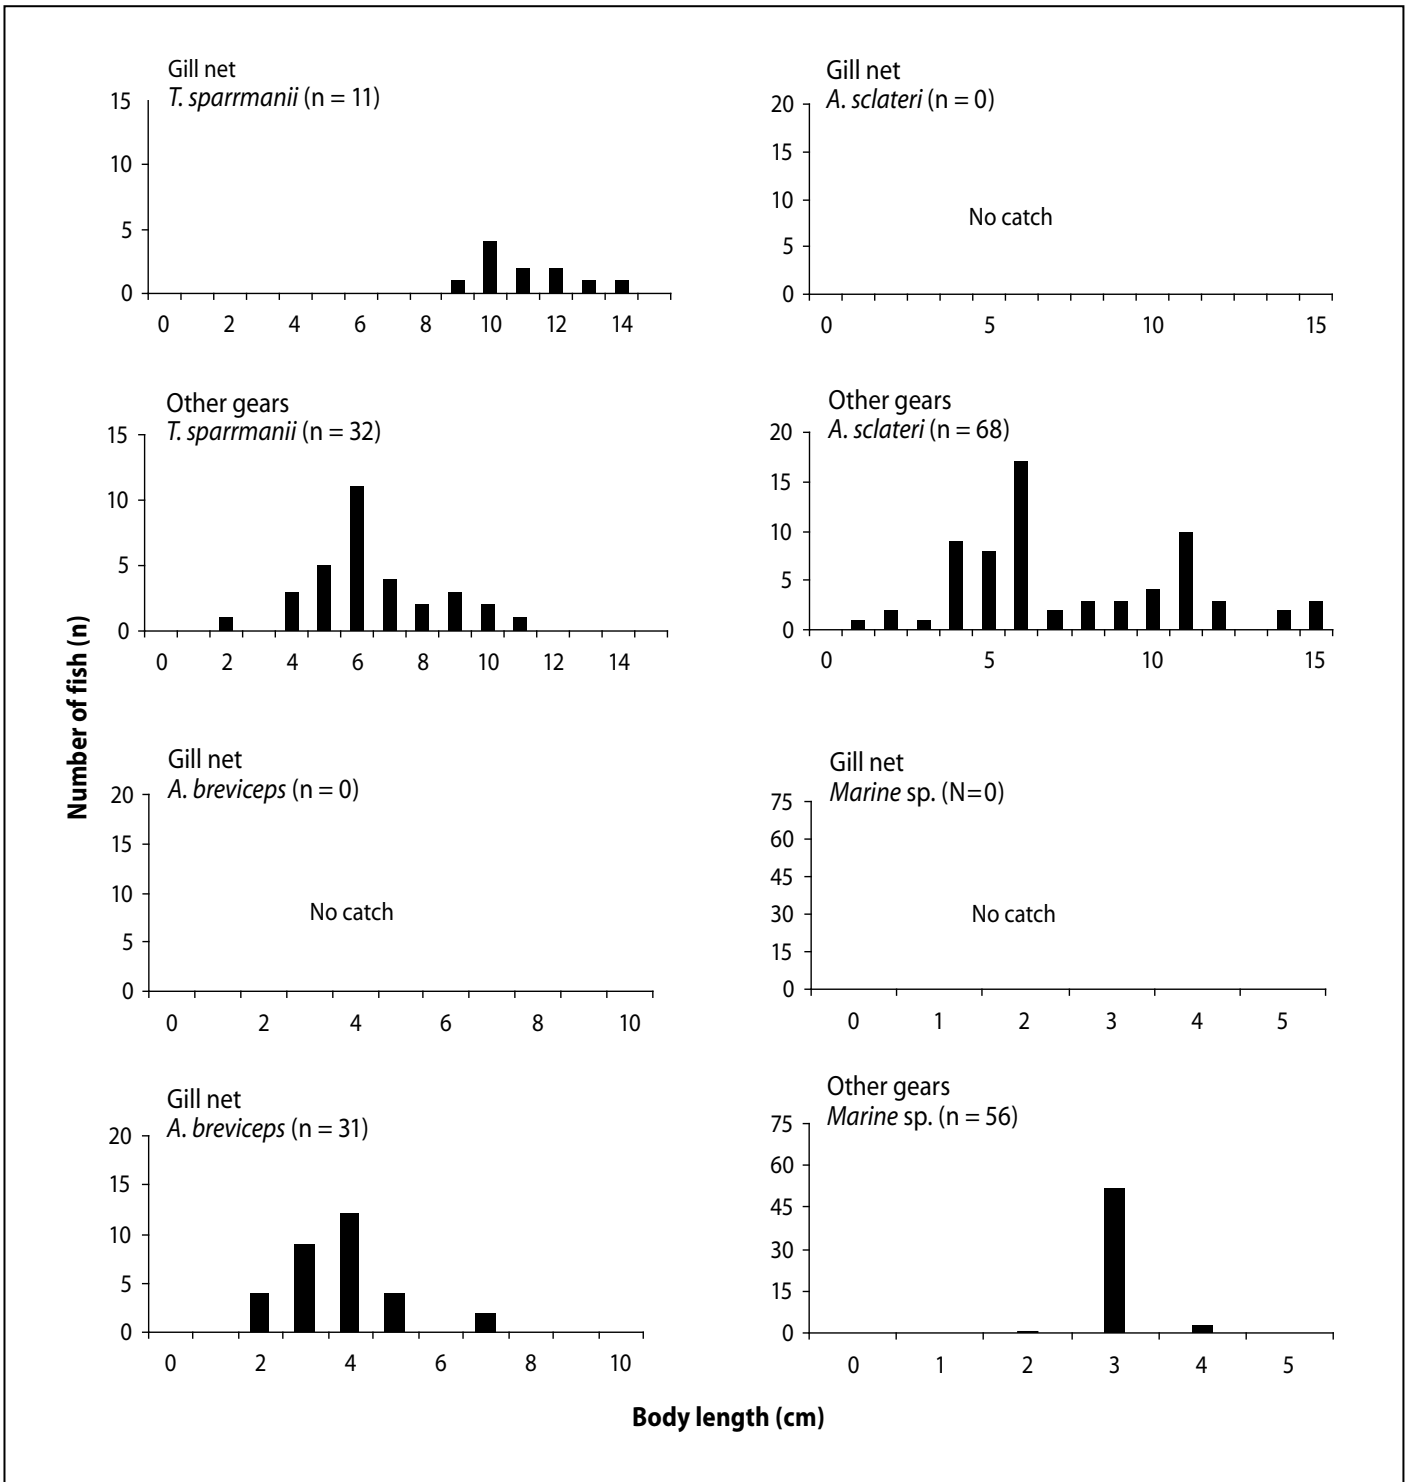 Gill net
T. sparrmanii (n = 11)
15
10
5
0
0 2 4 6 8 10 12 14
Gill net
A. sclateri (n = 0)
20
15
10
5
0
No catch
0 5 10 15
Other gears
T. sparrmanii (n = 32)
15
10
5
0
0 2 4 6 8 10 12 14
Other gears
A. sclateri (n = 68)
20
15
10
5
0
0 5 10 15
Number of fish (n)
Gill net
A. breviceps (n = 0)
20
15
10
5
0
No catch
0 2 4 6 8 10
Gill net
Marine sp. (N=0)
75
60
45
30
15
0
No catch
0 1 2 3 4 5
Gill net
A. breviceps (n = 31)
20
15
10
5
0
0 2 4 6 8 10
Other gears
Marine sp. (n = 56)
75
60
45
30
15
0
0 1 2 3 4 5
Body length (cm)